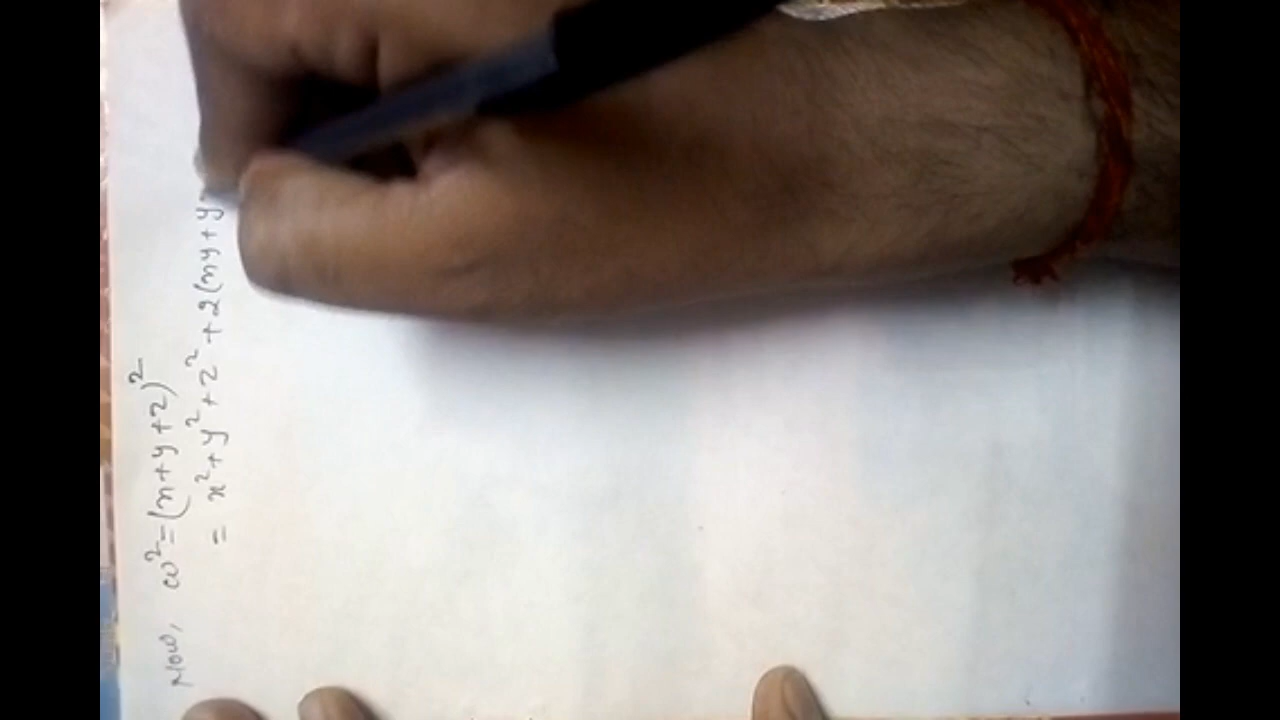 Now, ω² = (x+y+z)²
= x²+y²+z²+2(xy+y